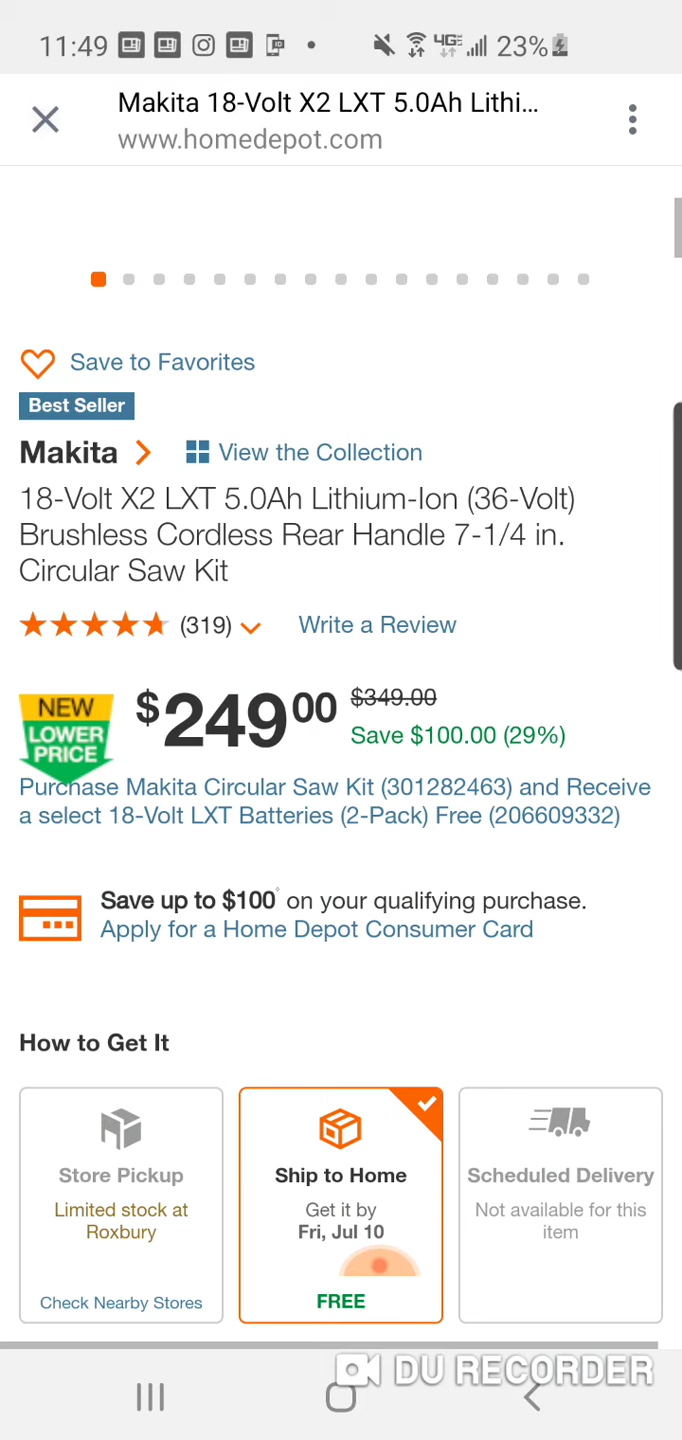 11:49 4GE 23%
Makita 18-Volt X2 LXT 5.0Ah Lithi...
www.homedepot.com
Save to Favorites
Best Seller
Makita View the Collection
18-Volt X2 LXT 5.0Ah Lithium-Ion (36-Volt)
Brushless Cordless Rear Handle 7-1/4 in.
Circular Saw Kit
(319) Write a Review
NEW
LOWER
PRICE
$249.00 $349.00
Save $100.00 (29%)
Purchase Makita Circular Saw Kit (301282463) and Receive
a select 18-Volt LXT Batteries (2-Pack) Free (206609332)
Save up to $100◊ on your qualifying purchase.
Apply for a Home Depot Consumer Card
How to Get It
Store Pickup
Limited stock at
Roxbury
Check Nearby Stores
Ship to Home
Get it by
Fri, Jul 10
FREE
Scheduled Delivery
Not available for this
item
DU RECORDER